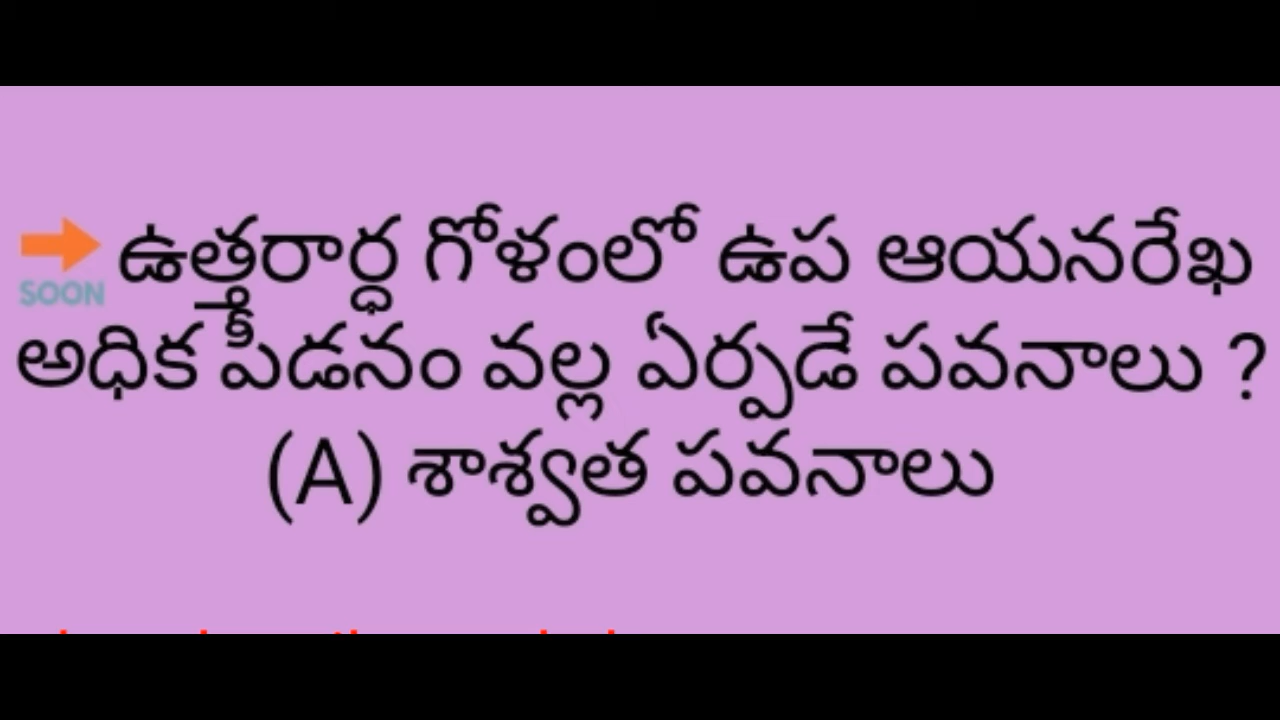 SOON
ఉత్తరార్ధ గోళంలో ఉప ఆయనరేఖ
అధిక పీడనం వల్ల ఏర్పడే పవనాలు ?
(A) శాశ్వత పవనాలు